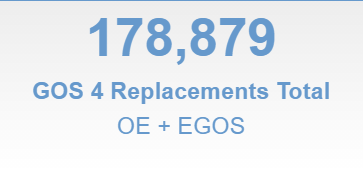 178,879
GOS 4 Replacements Total
OE + EGOS